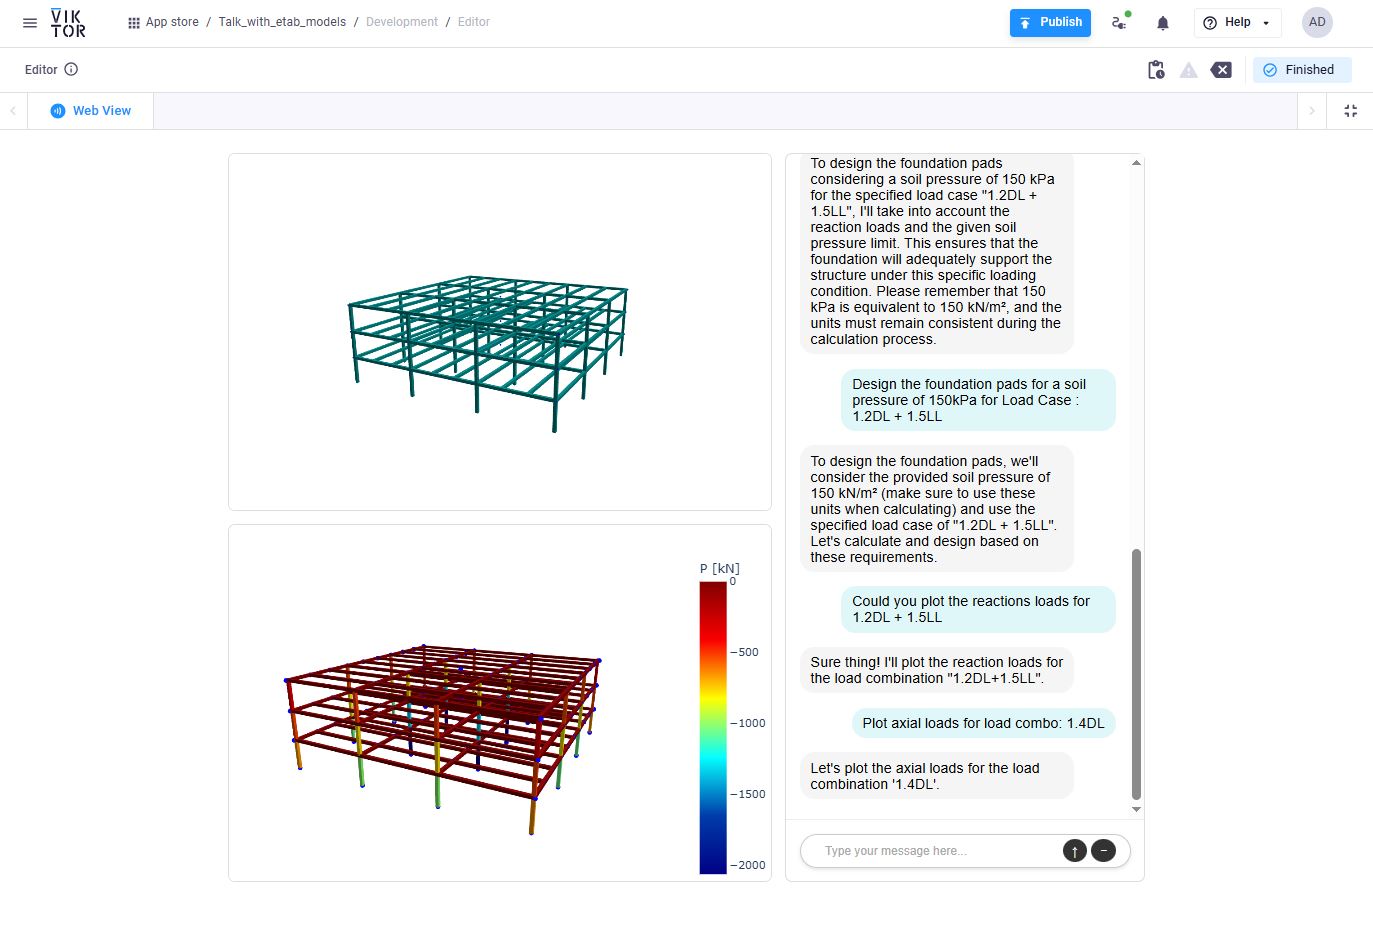 VIK
TOR
App store / Talk_with_etab_models / Development / Editor
Publish
Help
AD
Editor
Finished
Web View
To design the foundation pads
considering a soil pressure of 150 kPa
for the specified load case "1.2DL +
1.5LL", I'll take into account the
reaction loads and the given soil
pressure limit. This ensures that the
foundation will adequately support the
structure under this specific loading
condition. Please remember that 150
kPa is equivalent to 150 kN/m², and the
units must remain consistent during the
calculation process.
Design the foundation pads for a soil
pressure of 150kPa for Load Case :
1.2DL + 1.5LL
To design the foundation pads, we'll
consider the provided soil pressure of
150 kN/m² (make sure to use these
units when calculating) and use the
specified load case of "1.2DL + 1.5LL".
Let's calculate and design based on
these requirements.
Could you plot the reactions loads for
1.2DL + 1.5LL
Sure thing! I'll plot the reaction loads for
the load combination "1.2DL+1.5LL".
Plot axial loads for load combo: 1.4DL
Let's plot the axial loads for the load
combination '1.4DL'.
Type your message here...
P [kN]
0
−500
−1000
−1500
−2000